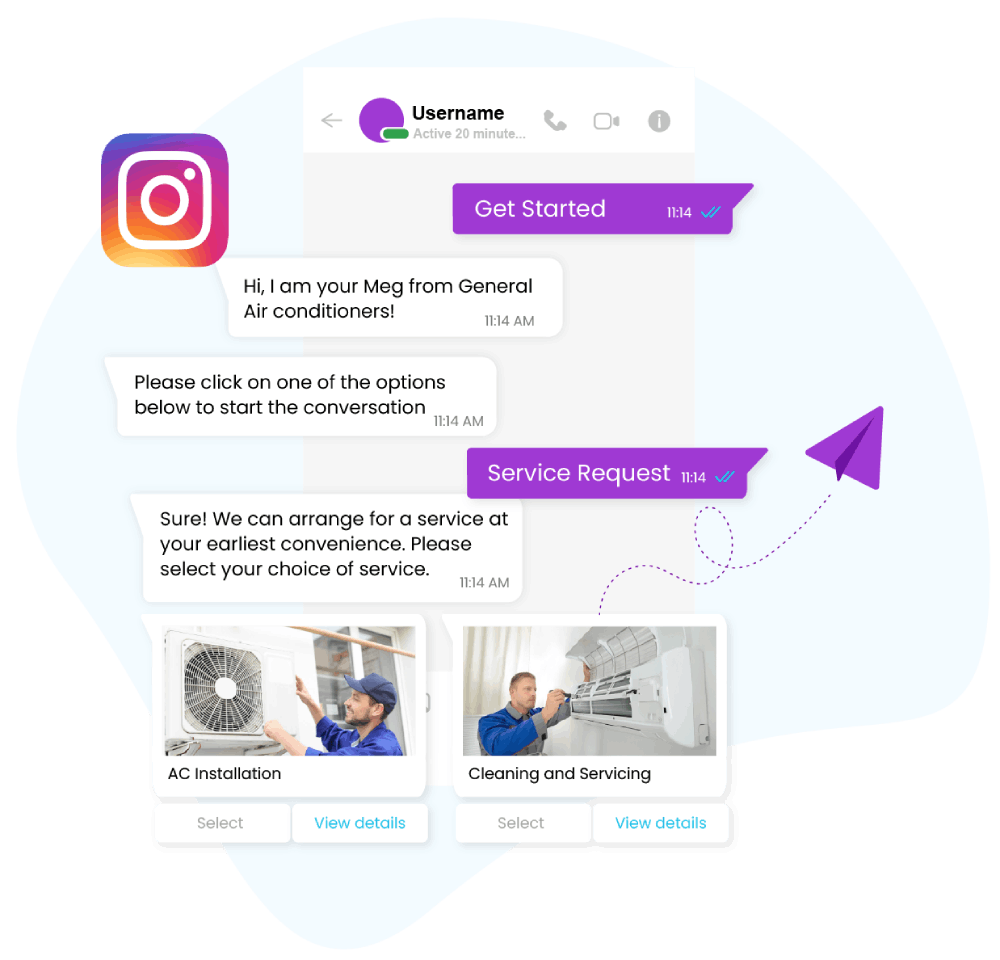 Username
Active 20 minute...
Get Started 11:14
Hi, I am your Meg from General
Air conditioners!
11:14 AM
Please click on one of the options
below to start the conversation
11:14 AM
Service Request 11:14
Sure! We can arrange for a service at
your earliest convenience. Please
select your choice of service.
11:14 AM
AC Installation
Cleaning and Servicing
Select View details
Select View details